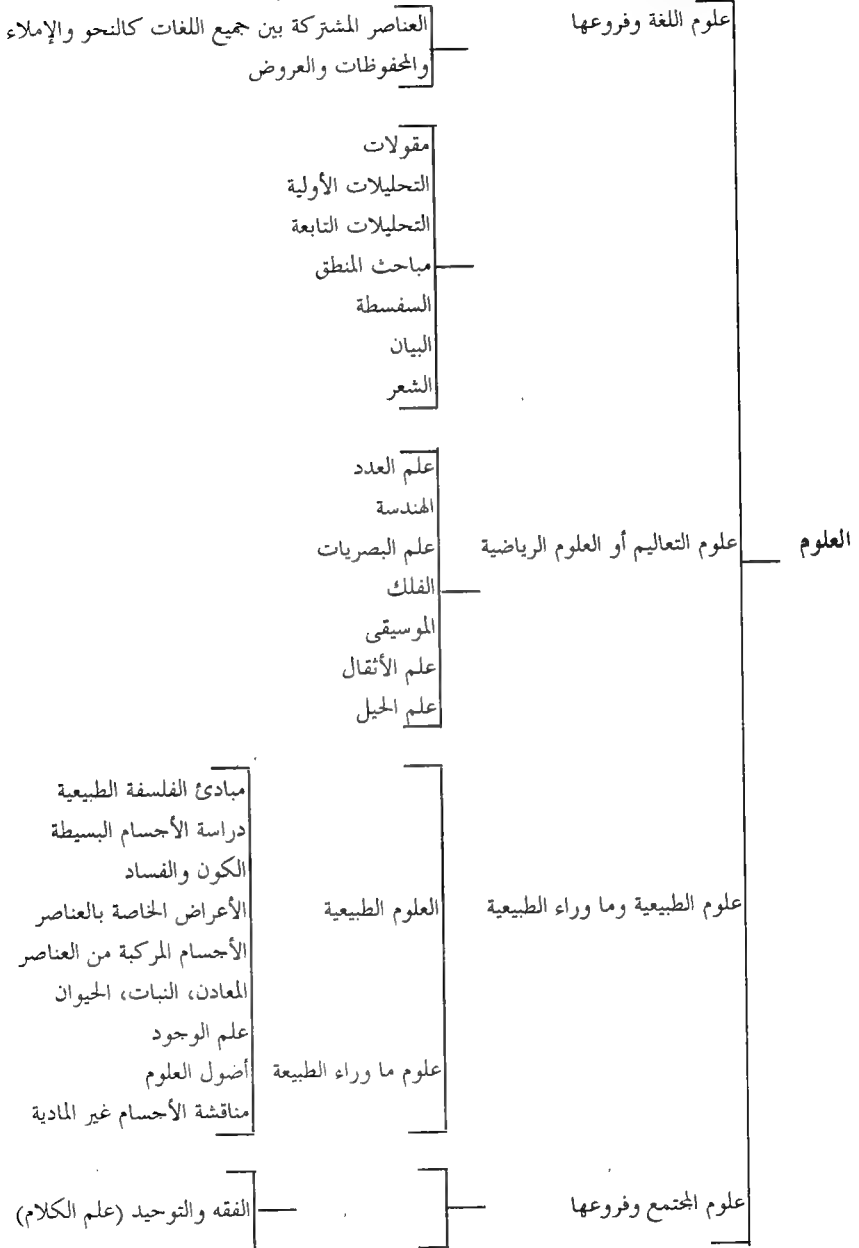 علوم اللغة وفروعها
العناصر المشتركة بين جميع اللغات كالنحو والإملاء
والمحفوظات والعروض
مقولات
التحليلات الأولية
التحليلات التابعة
مباحث المنطق
السفسطة
البيان
الشعر
العلوم
علوم التعاليم أو العلوم الرياضية
علم العدد
الهندسة
علم البصريات
الفلك
الموسيقى
علم الأثقال
علم الحيل
علوم الطبيعية وما وراء الطبيعية
العلوم الطبيعية
مبادئ الفلسفة الطبيعية
دراسة الأجسام البسيطة
الكون والفساد
الأعراض الخاصة بالعناصر
الأجسام المركبة من العناصر
المعادن، النبات، الحيوان
علوم ما وراء الطبيعة
علم الوجود
أضول العلوم
مناقشة الأجسام غير المادية
علوم المجتمع وفروعها
الفقه والتوحيد (علم الكلام)